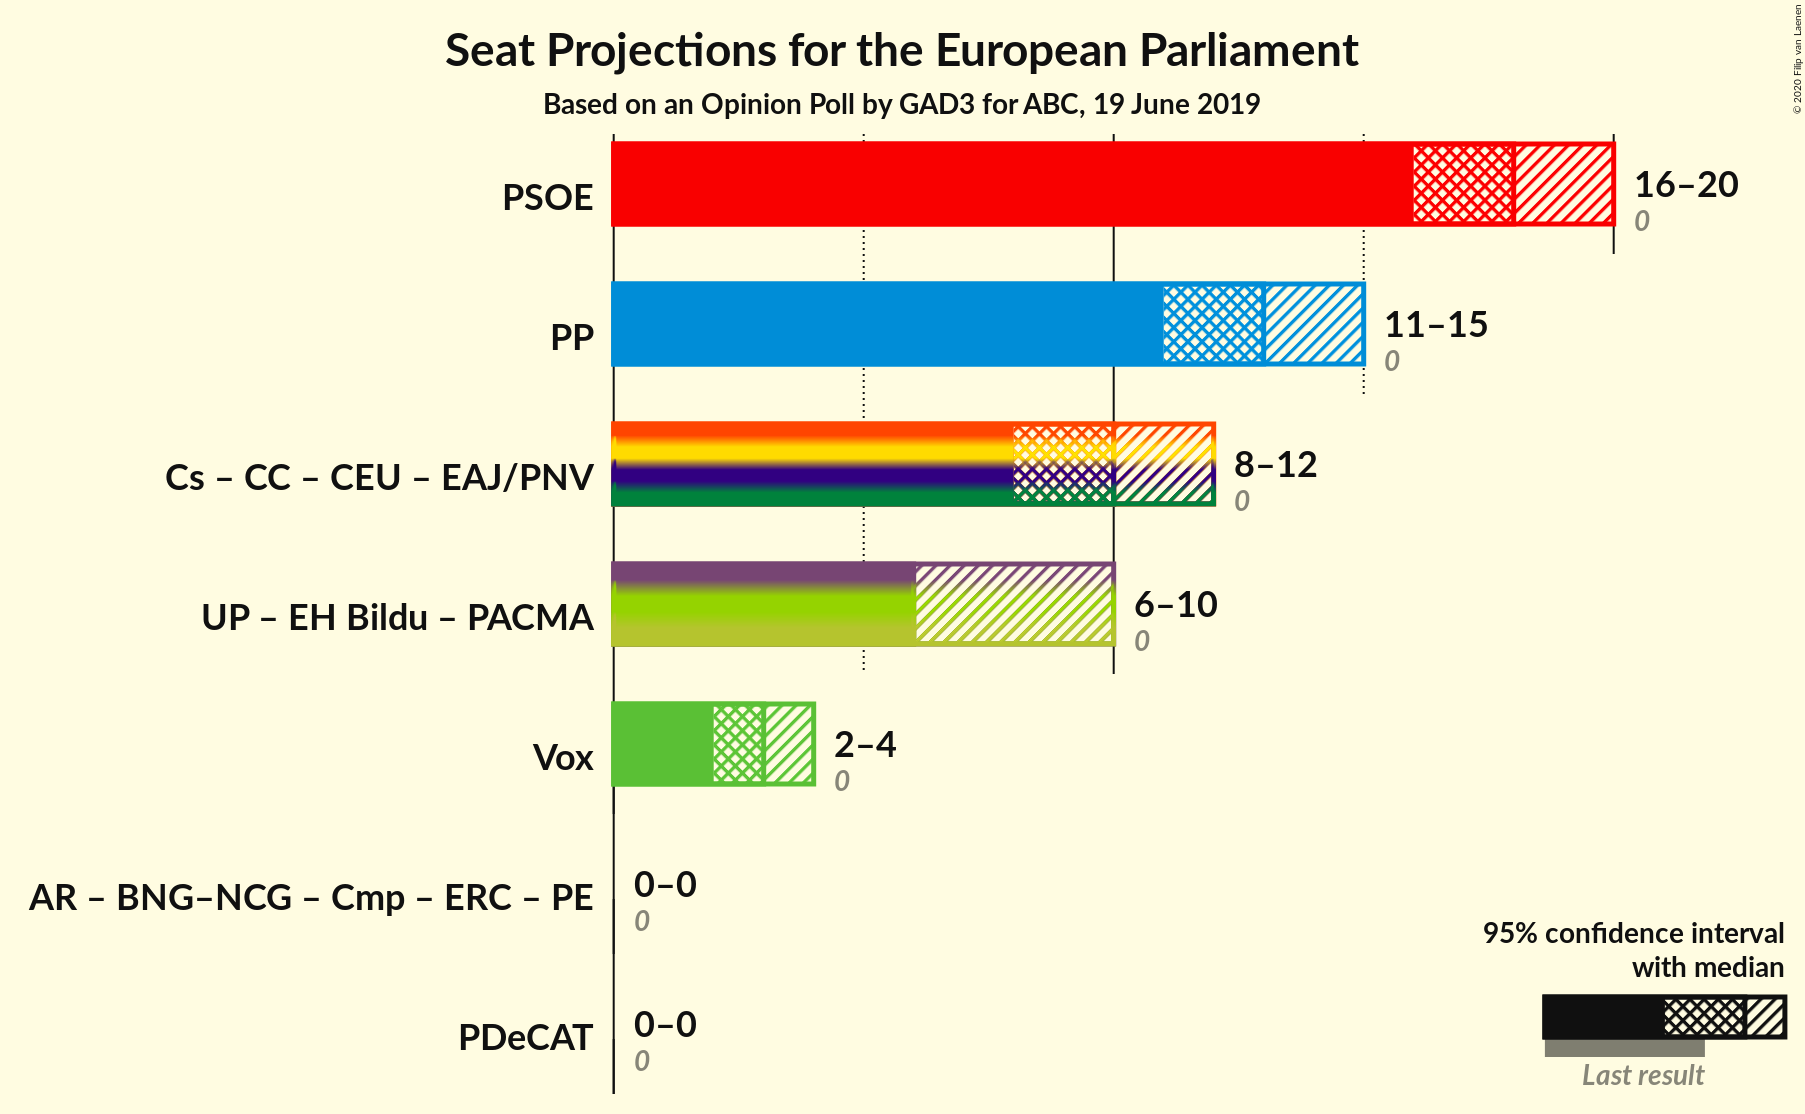 Seat Projections for the European Parliament
Based on an Opinion Poll by GAD3 for ABC, 19 June 2019
© 2020 Filip van Laenen
PSOE
16–20
0
PP
11–15
0
Cs – CC – CEU – EAJ/PNV
8–12
0
UP – EH Bildu – PACMA
6–10
0
Vox
2–4
0
AR – BNG–NCG – Cmp – ERC – PE
0–0
0
PDeCAT
0–0
0
95% confidence interval
with median
Last result